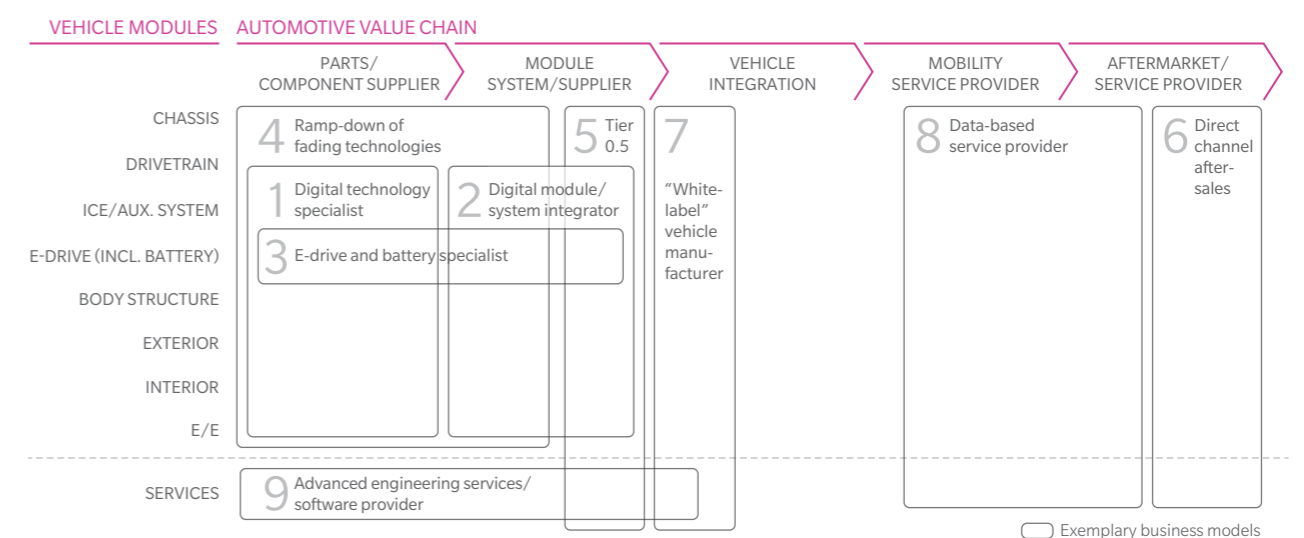 VEHICLE MODULES
AUTOMOTIVE VALUE CHAIN
PARTS/
COMPONENT SUPPLIER
MODULE
SYSTEM/SUPPLIER
VEHICLE
INTEGRATION
MOBILITY
SERVICE PROVIDER
AFTERMARKET/
SERVICE PROVIDER
CHASSIS
DRIVETRAIN
ICE/AUX. SYSTEM
E-DRIVE (INCL. BATTERY)
BODY STRUCTURE
EXTERIOR
INTERIOR
E/E
SERVICES
4
Ramp-down of
fading technologies
5
Tier
0.5
7
"White-
label"
vehicle
manu-
facturer
8
Data-based
service provider
6
Direct
channel
after-
sales
1
Digital technology
specialist
2
Digital module/
system integrator
3
E-drive and battery specialist
9
Advanced engineering services/
software provider
Exemplary business models